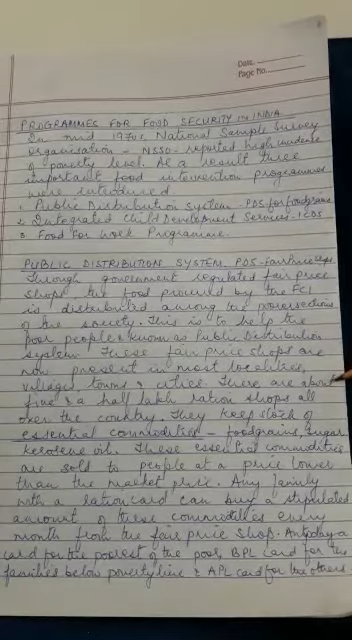 Date
Page No.
PROGRAMMES FOR FOOD SECURITY IN INDIA
In mid 1970s, National Sample Survey
Organisation - NSSO - reported high incidence
of poverty level. As a result three
important food intervention programmes
were introduced
1. Public Distribution System - PDS - for foodgrains
2. Integrated Child Development Services - ICDS
3. Food For Work Programme.
PUBLIC DISTRIBUTION SYSTEM PDS - Fair Price Shops
Through government regulated fair price
shops the food procured by the FCI
is distributed among the poor sections
of the society. This is to help the
poor people & known as Public Distribution
System. These fair price shops are
now present in most localities,
villages, towns & cities. There are about
five & a half lakh ration shops all
over the country. They keep stock of
essential commodities - foodgrains, sugar
kerosene oil. These essential commodities
are sold to people at a price lower
than the market price. Any family
with a ration card can buy a stipulated
amount of these commodities every
month from the fair price shop. Antyodaya
card for the poorest of the poor, BPL card for the
families below poverty line & APL card for the others